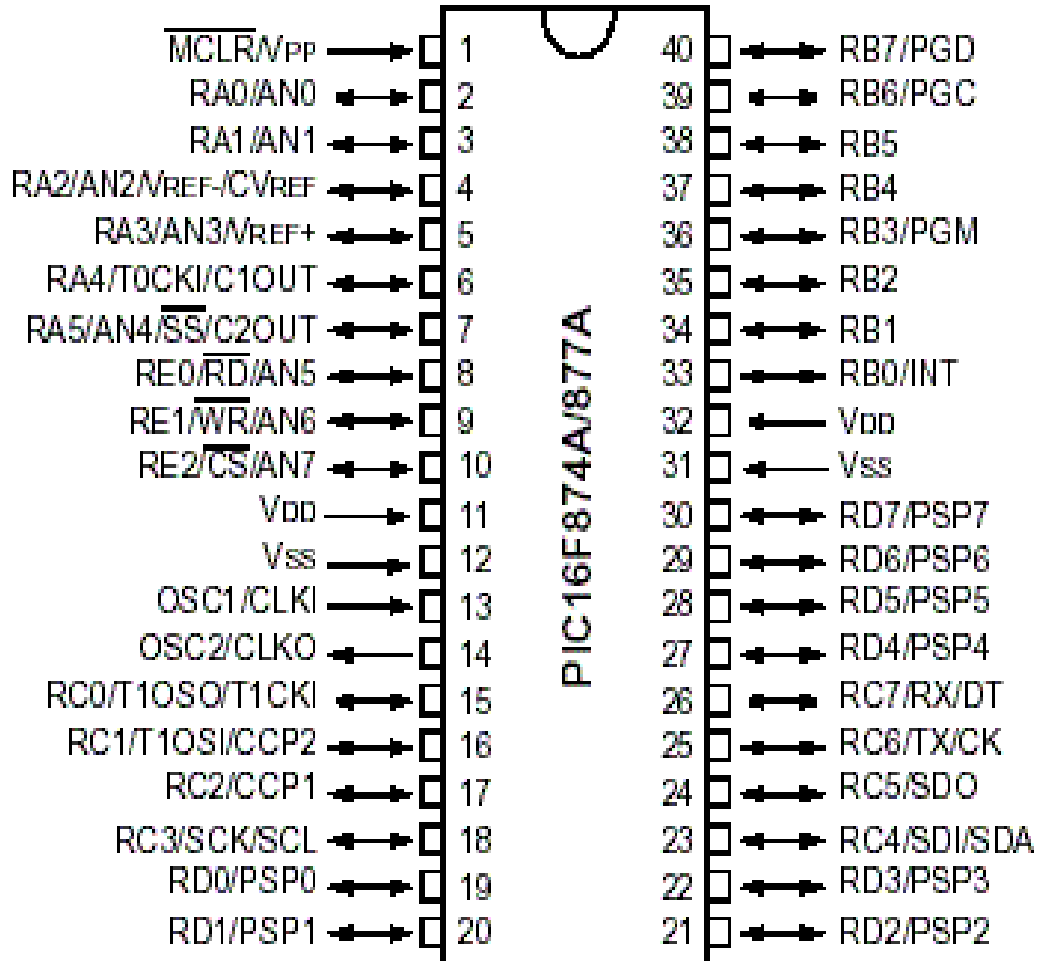 MCLR/VPP 1 40 RB7/PGD
RA0/AN0 2 39 RB6/PGC
RA1/AN1 3 38 RB5
RA2/AN2/VREF-/CVREF 4 37 RB4
RA3/AN3/VREF+ 5 36 RB3/PGM
RA4/T0CKI/C1OUT 6 35 RB2
RA5/AN4/SS/C2OUT 7 34 RB1
RE0/RD/AN5 8 33 RB0/INT
RE1/WR/AN6 9 32 VDD
RE2/CS/AN7 10 31 VSS
VDD 11 30 RD7/PSP7
VSS 12 29 RD6/PSP6
OSC1/CLKI 13 28 RD5/PSP5
OSC2/CLKO 14 27 RD4/PSP4
RC0/T1OSO/T1CKI 15 26 RC7/RX/DT
RC1/T1OSI/CCP2 16 25 RC6/TX/CK
RC2/CCP1 17 24 RC5/SDO
RC3/SCK/SCL 18 23 RC4/SDI/SDA
RD0/PSP0 19 22 RD3/PSP3
RD1/PSP1 20 21 RD2/PSP2
PIC16F874A/877A